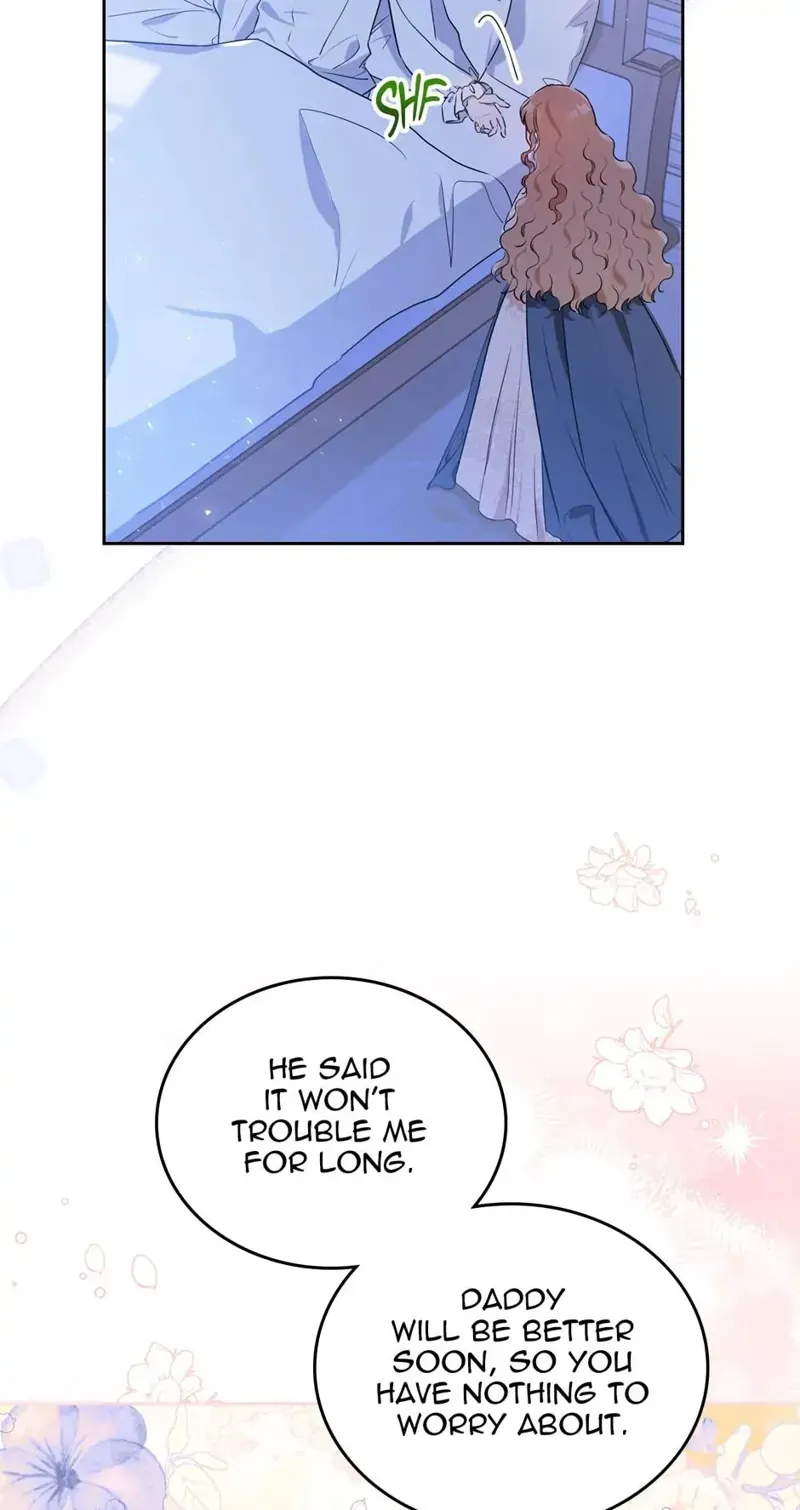 SHF
HE SAID
IT WON'T
TROUBLE ME
FOR LONG.
DADDY
WILL BE BETTER
SOON, SO YOU
HAVE NOTHING TO
WORRY ABOUT.